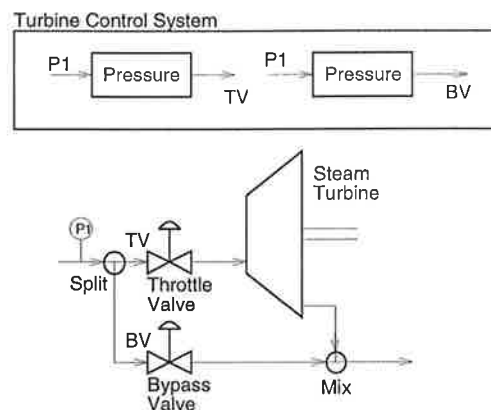 Turbine Control System
P1
Pressure
TV
P1
Pressure
BV
Steam
Turbine
P1
TV
Split
Throttle
Valve
BV
Bypass
Valve
Mix